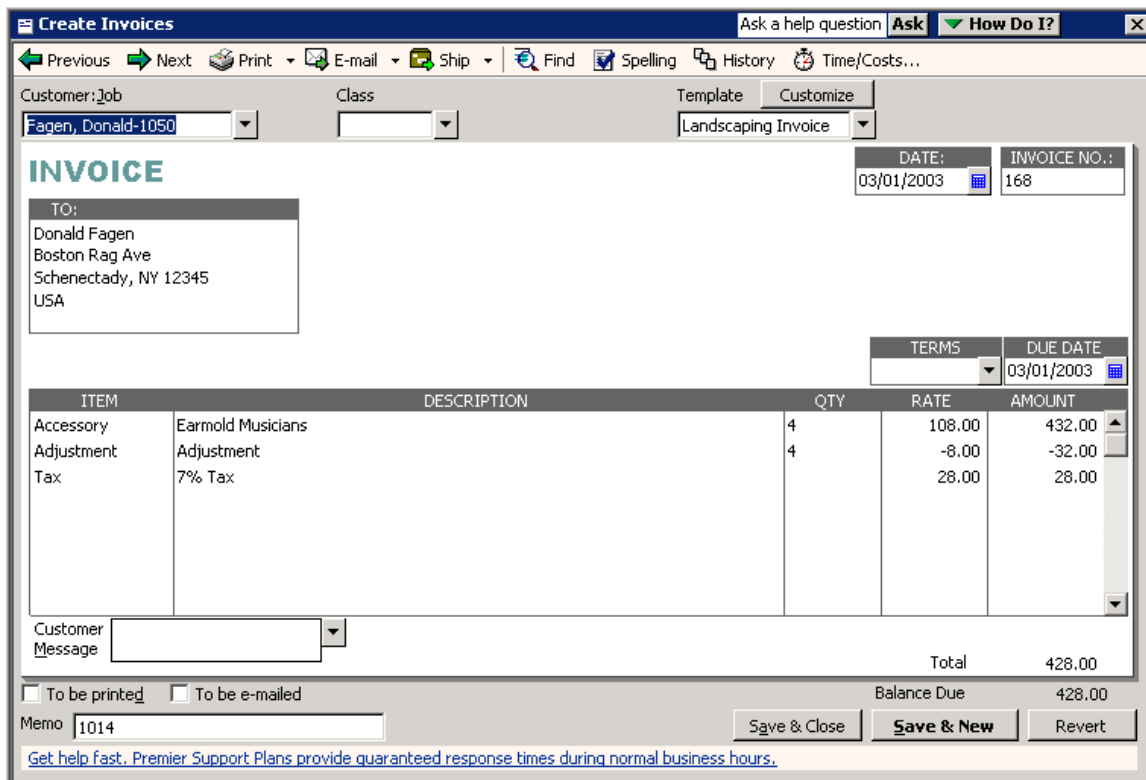 Create Invoices
Ask a help question Ask How Do I?
Previous Next Print E-mail Ship Find Spelling History Time/Costs...
Customer:Job Class Template Customize
Fagen, Donald-1050 Landscaping Invoice
INVOICE
DATE: INVOICE NO.:
03/01/2003 168
TO:
Donald Fagen
Boston Rag Ave
Schenectady, NY 12345
USA
TERMS DUE DATE
03/01/2003
ITEM DESCRIPTION QTY RATE AMOUNT
Accessory Earmold Musicians 4 108.00 432.00
Adjustment Adjustment 4 -8.00 -32.00
Tax 7% Tax 28.00 28.00
Customer
Message
Total 428.00
To be printed To be e-mailed Balance Due 428.00
Memo 1014 Save & Close Save & New Revert
Get help fast. Premier Support Plans provide guaranteed response times during normal business hours.